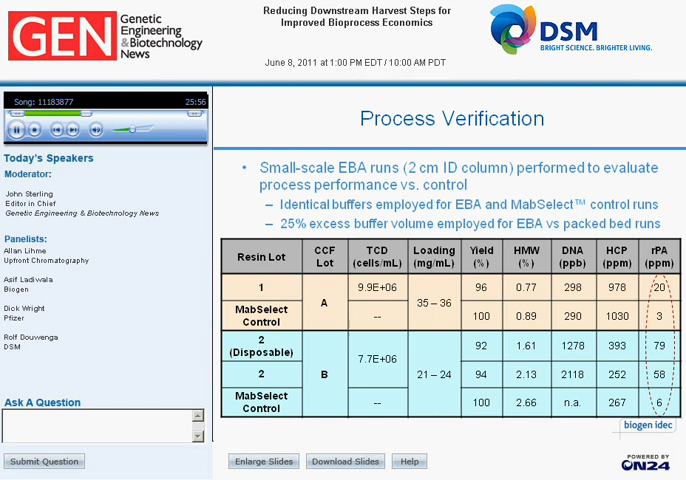 GEN
Genetic
Engineering
& Biotechnology
News
Reducing Downstream Harvest Steps for
Improved Bioprocess Economics
June 8, 2011 at 1:00 PM EDT / 10:00 AM PDT
DSM
BRIGHT SCIENCE. BRIGHTER LIVING.
Song: 11183877 25:56
Today's Speakers
Moderator:
John Sterling
Editor in Chief
Genetic Engineering & Biotechnology News
Panelists:
Allan Lihme
Upfront Chromatography
Asif Ladiwala
Biogen
Dick Wright
Pfizer
Rolf Douwenga
DSM
Ask A Question
Submit Question
Process Verification
• Small-scale EBA runs (2 cm ID column) performed to evaluate
process performance vs. control
– Identical buffers employed for EBA and MabSelect™ control runs
– 25% excess buffer volume employed for EBA vs packed bed runs
Resin Lot CCF Lot TCD (cells/mL) Loading (mg/mL) Yield (%) HMW (%) DNA (ppb) HCP (ppm) rPA (ppm)
1 A 9.9E+06 35 – 36 96 0.77 298 978 20
MabSelect Control -- 100 0.89 290 1030 3
2 (Disposable) B 7.7E+06 21 – 24 92 1.61 1278 393 79
2 94 2.13 2118 252 58
MabSelect Control -- 100 2.66 n.a. 267 6
biogen idec
Enlarge Slides Download Slides Help
POWERED BY
ON24